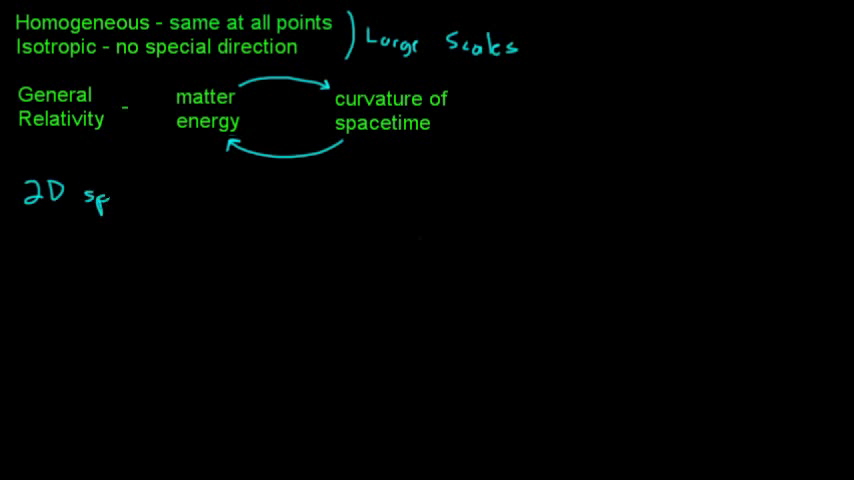 Homogeneous - same at all points
Isotropic - no special direction
) Large Scales
General Relativity -
matter energy
curvature of spacetime
2D sp